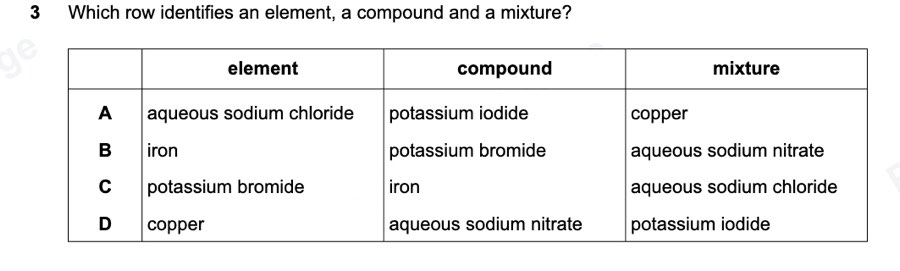 3 Which row identifies an element, a compound and a mixture?
element compound mixture
A aqueous sodium chloride potassium iodide copper
B iron potassium bromide aqueous sodium nitrate
C potassium bromide iron aqueous sodium chloride
D copper aqueous sodium nitrate potassium iodide